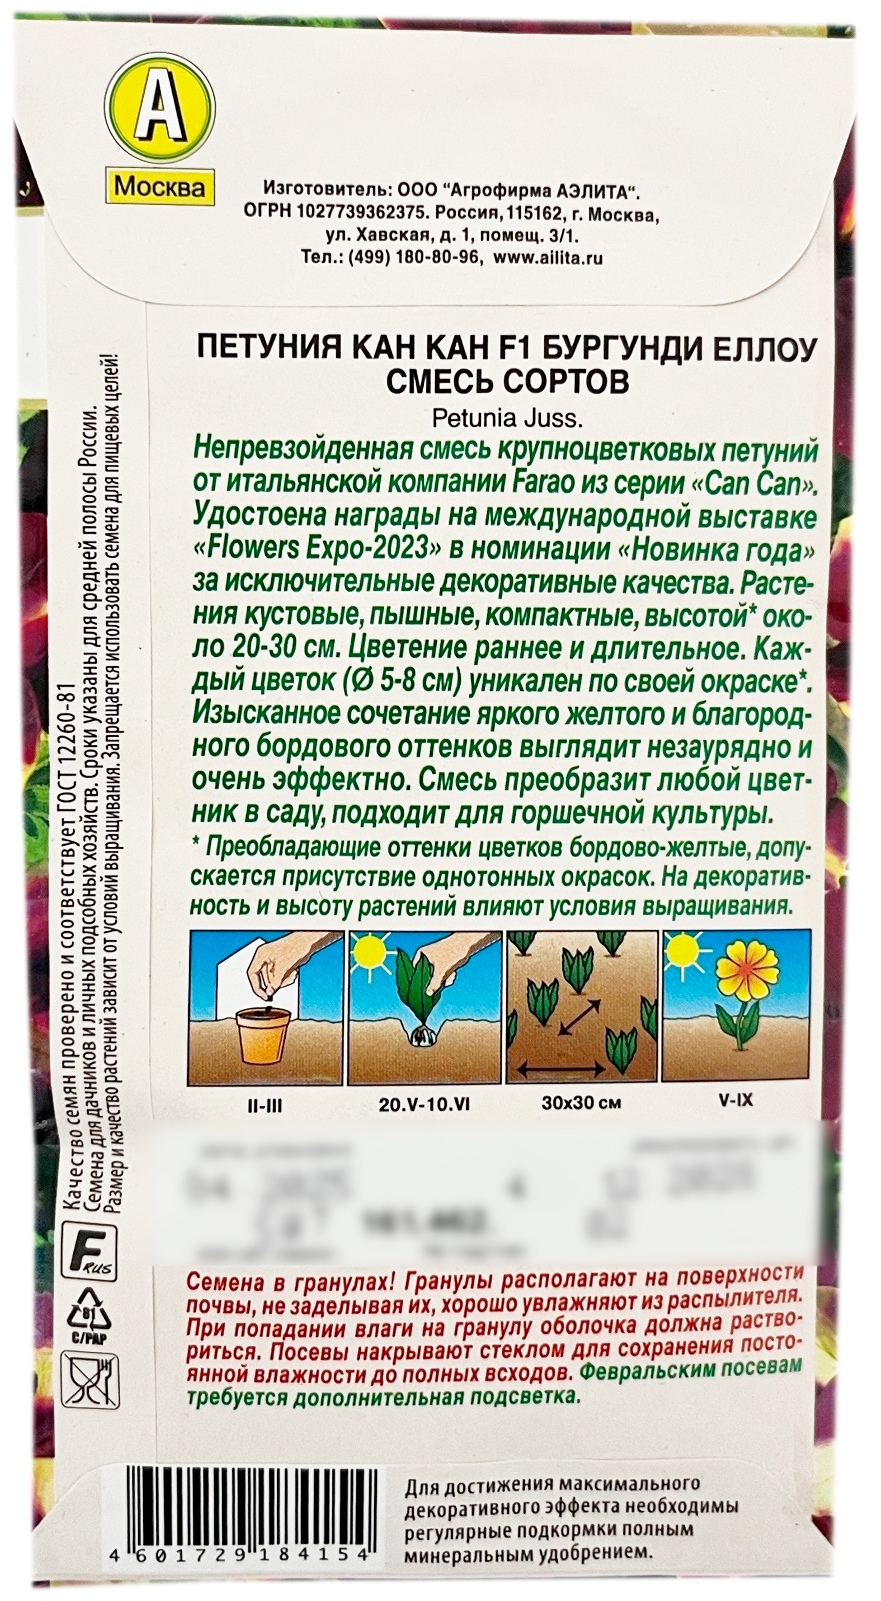 А
Москва
Изготовитель: ООО “Агрофирма АЭЛИТА“.
ОГРН 1027739362375. Россия,115162, г. Москва,
ул. Хавская, д. 1, помещ. 3/1.
Тел.: (499) 180-80-96, www.ailita.ru
ПЕТУНИЯ КАН КАН F1 БУРГУНДИ ЕЛЛОУ
СМЕСЬ СОРТОВ
Petunia Juss.
Непревзойденная смесь крупноцветковых петуний
от итальянской компании Farao из серии «Can Can».
Удостоена награды на международной выставке
«Flowers Expo-2023» в номинации «Новинка года»
за исключительные декоративные качества. Расте-
ния кустовые, пышные, компактные, высотой* око-
ло 20-30 см. Цветение раннее и длительное. Каж-
дый цветок (Ø 5-8 см) уникален по своей окраске*.
Изысканное сочетание яркого желтого и благород-
ного бордового оттенков выглядит незаурядно и
очень эффектно. Смесь преобразит любой цвет-
ник в саду, подходит для горшечной культуры.
* Преобладающие оттенки цветков бордово-желтые, допу-
скается присутствие однотонных окрасок. На декоратив-
ность и высоту растений влияют условия выращивания.
II-III
20.V-10.VI
30x30 см
V-IX
04 2025
4
12 2028
161.462.
Семена в гранулах! Гранулы располагают на поверхности
почвы, не заделывая их, хорошо увлажняют из распылителя.
При попадании влаги на гранулу оболочка должна раство-
риться. Посевы накрывают стеклом для сохранения посто-
янной влажности до полных всходов. Февральским посевам
требуется дополнительная подсветка.
Качество семян проверено и соответствует ГОСТ 12260-81
Семена для дачников и личных подсобных хозяйств. Сроки указаны для средней полосы России.
Размер и качество растений зависит от условий выращивания. Запрещается использовать семена для пищевых целей!
F RUS
81
C/PAP
4 601729 184154
Для достижения максимального
декоративного эффекта необходимы
регулярные подкормки полным
минеральным удобрением.